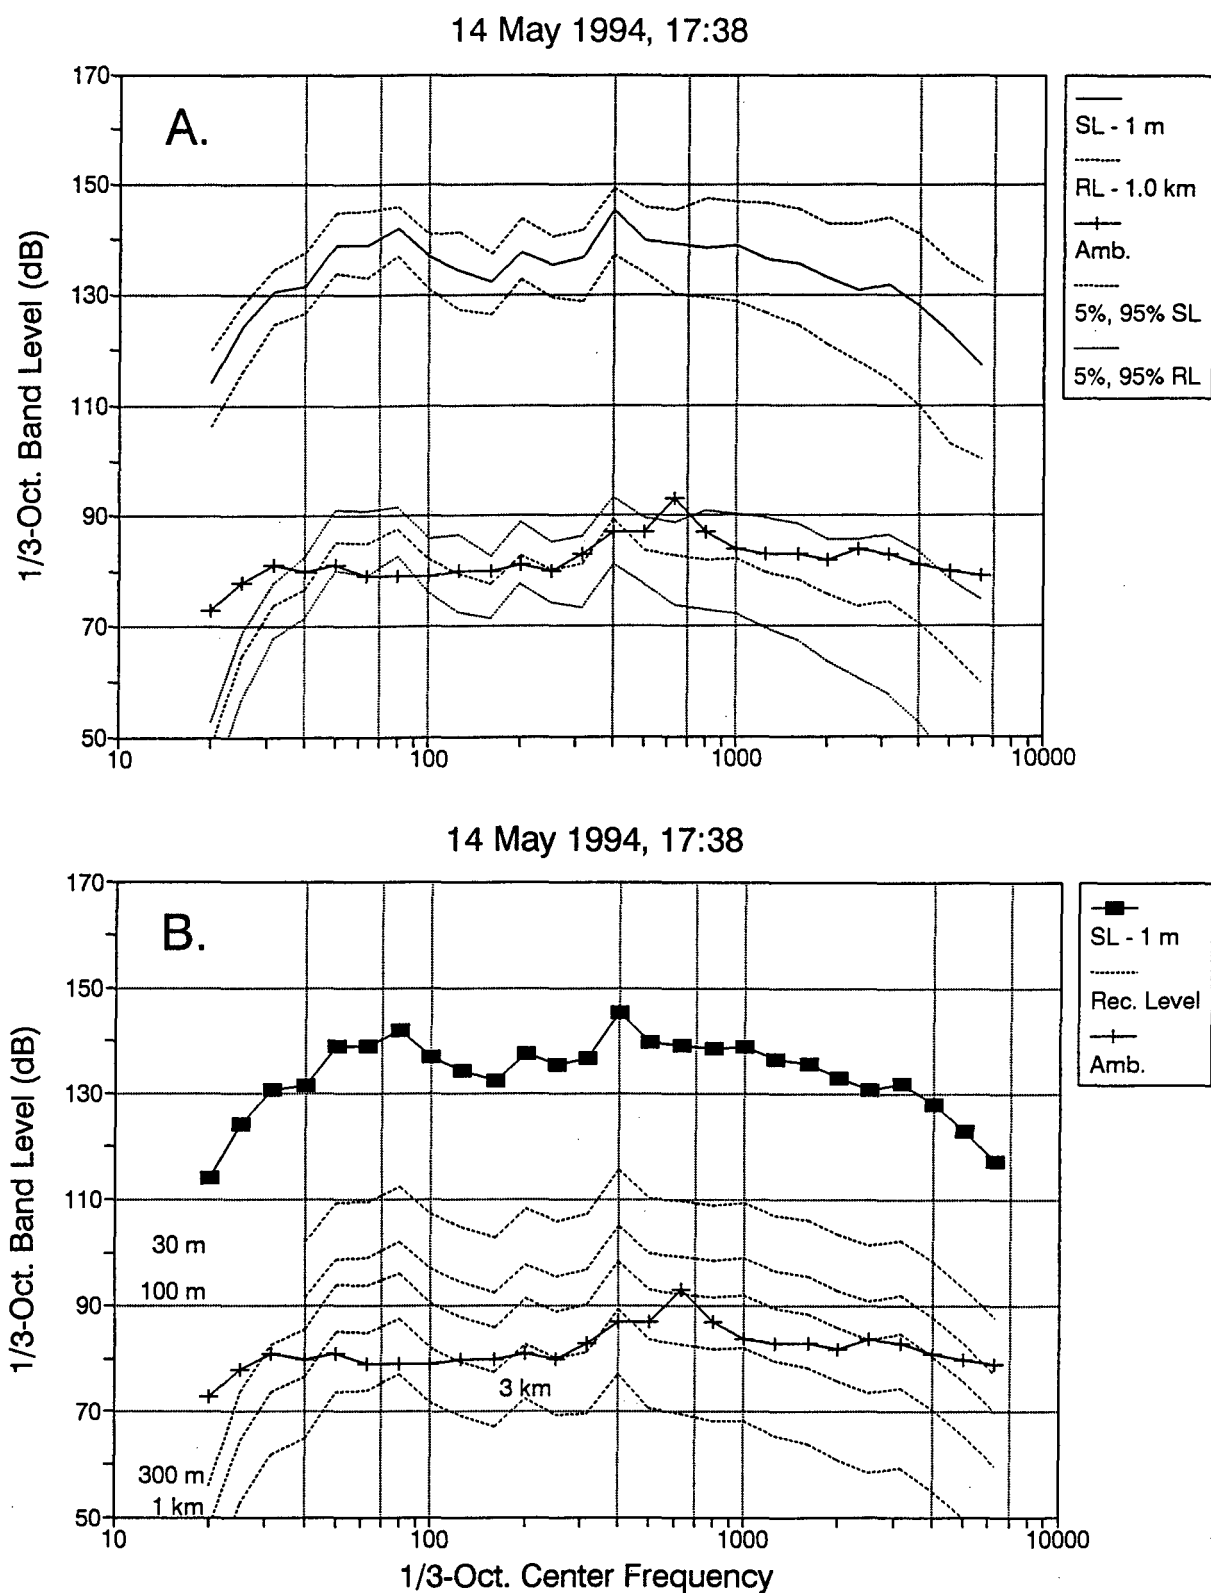 14 May 1994, 17:38
A.
1/3-Oct. Band Level (dB)
170
150
130
110
90
70
50
10
100
1000
10000
SL - 1 m
RL - 1.0 km
Amb.
5%, 95% SL
5%, 95% RL
14 May 1994, 17:38
B.
1/3-Oct. Band Level (dB)
170
150
130
110
90
70
50
30 m
100 m
3 km
300 m
1 km
10
100
1000
10000
1/3-Oct. Center Frequency
SL - 1 m
Rec. Level
Amb.